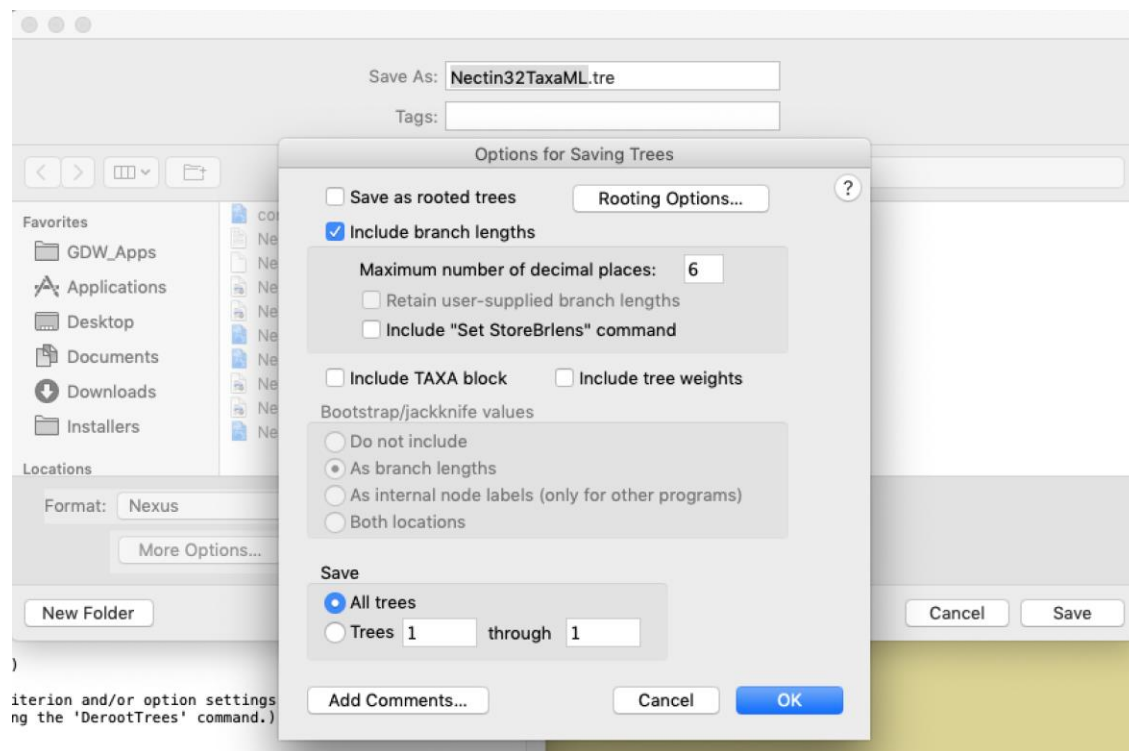 Save As: Nectin32TaxaML.tre
Tags:
Options for Saving Trees
Save as rooted trees Rooting Options... ?
Favorites
Include branch lengths
GDW_Apps
Maximum number of decimal places: 6
Applications
Retain user-supplied branch lengths
Desktop
Include "Set StoreBrlens" command
Documents
Include TAXA block Include tree weights
Downloads
Bootstrap/jackknife values
Installers
Do not include
Locations
As branch lengths
Format: Nexus
As internal node labels (only for other programs)
Both locations
More Options...
Save
All trees
New Folder
Cancel Save
Trees 1 through 1
)
iterion and/or option settings
ng the 'DerootTrees' command.)
Add Comments... Cancel OK